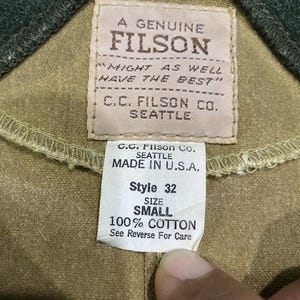 A GENUINE
FILSON
"MIGHT AS WELL
HAVE THE BEST"
C.C. FILSON CO.
SEATTLE
C.C. Filson Co.
SEATTLE
MADE IN U.S.A.
Style 32
SIZE
SMALL
100% COTTON
See Reverse For Care